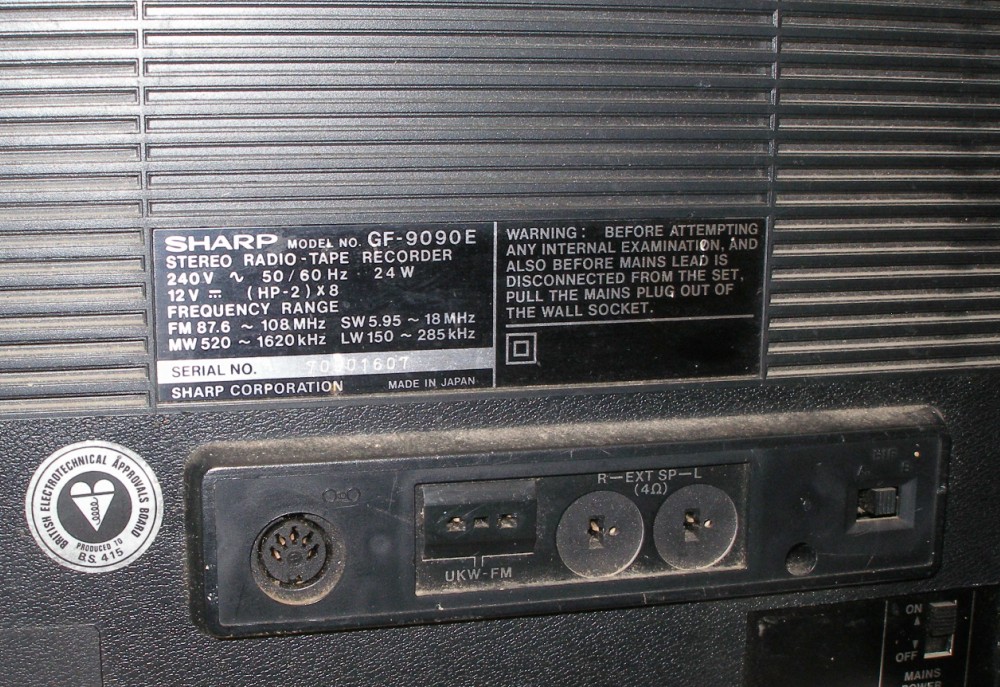 SHARP MODEL NO. GF-9090E
STEREO RADIO-TAPE RECORDER
240V ∿ 50/60Hz 24W
12V ⎓ (HP-2)X8
FREQUENCY RANGE
FM 87.6 ~ 108MHz SW 5.95 ~ 18MHz
MW 520 ~ 1620kHz LW 150 ~ 285kHz
SERIAL NO.
SHARP CORPORATION MADE IN JAPAN
WARNING: BEFORE ATTEMPTING
ANY INTERNAL EXAMINATION, AND
ALSO BEFORE MAINS LEAD IS
DISCONNECTED FROM THE SET,
PULL THE MAINS PLUG OUT OF
THE WALL SOCKET.
BRITISH ELECTROTECHNICAL APPROVALS BOARD
PRODUCED TO
B.S. 415
UKW-FM
R-EXT SP-L
(4Ω)
ON
OFF
MAINS
POWER